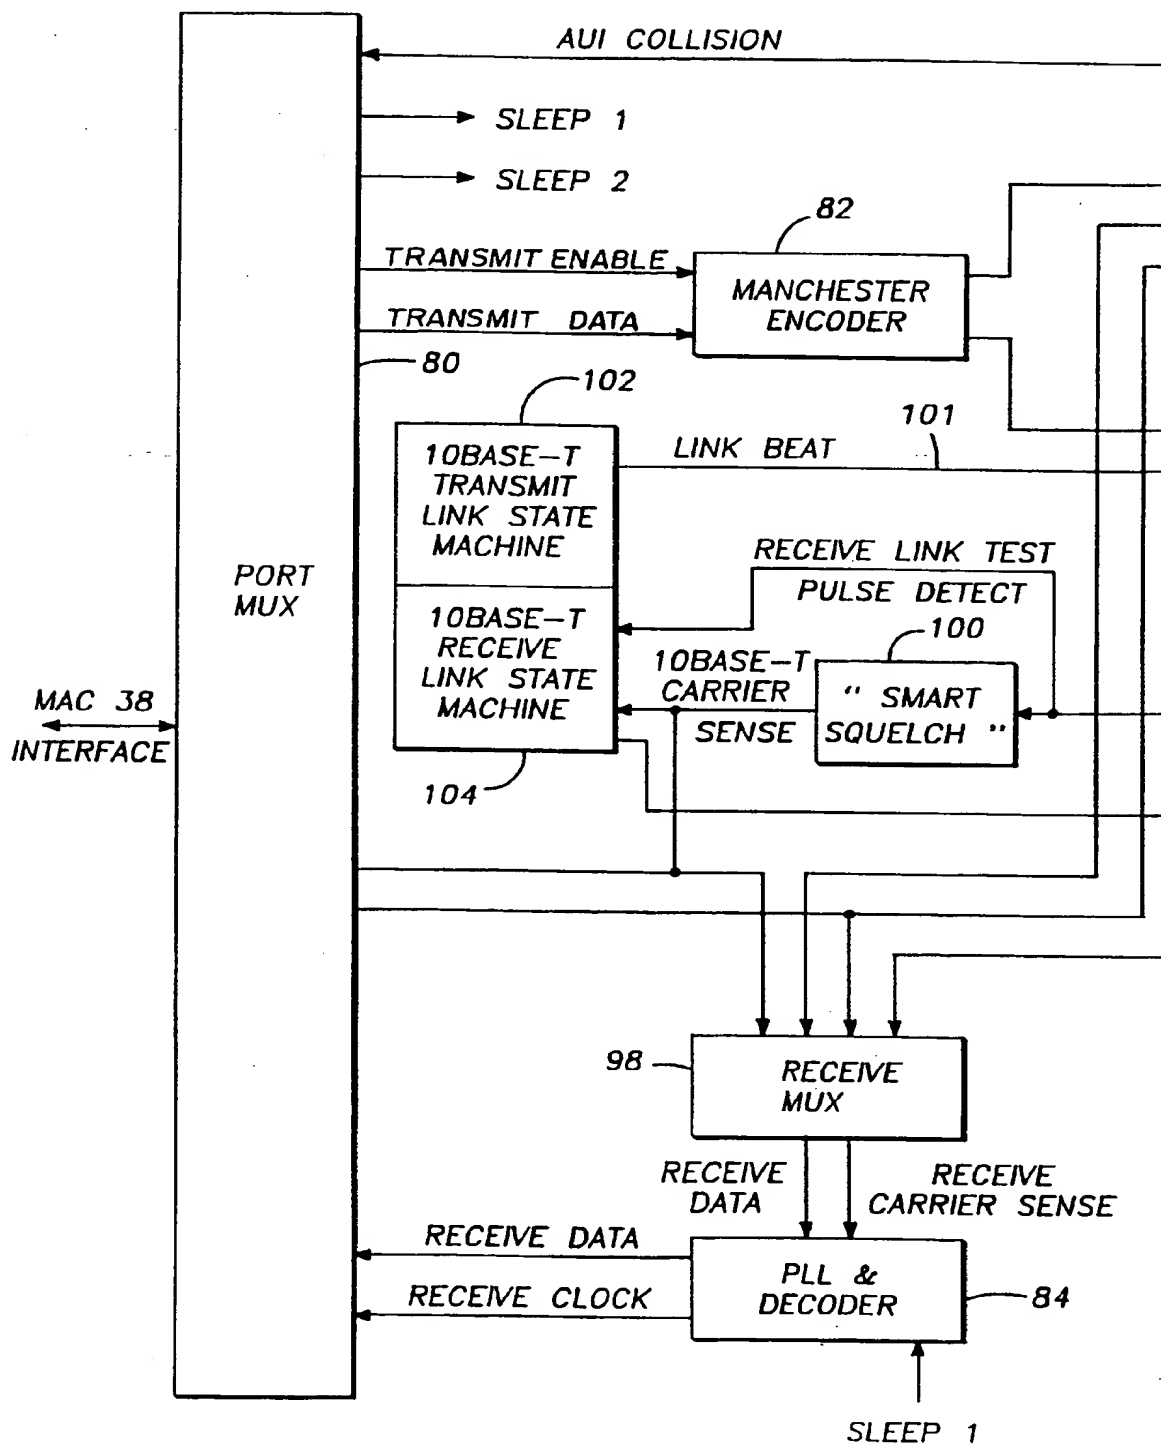 AUI COLLISION
SLEEP 1
SLEEP 2
82
TRANSMIT ENABLE
MANCHESTER
ENCODER
TRANSMIT DATA
80
102
101
10BASE-T
TRANSMIT
LINK STATE
MACHINE
LINK BEAT
RECEIVE LINK TEST
PULSE DETECT
PORT
MUX
10BASE-T
RECEIVE
LINK STATE
MACHINE
100
10BASE-T
CARRIER
SENSE
" SMART
SQUELCH "
MAC 38
INTERFACE
104
98
RECEIVE
MUX
RECEIVE
DATA
RECEIVE
CARRIER SENSE
RECEIVE DATA
RECEIVE CLOCK
PLL &
DECODER
84
SLEEP 1